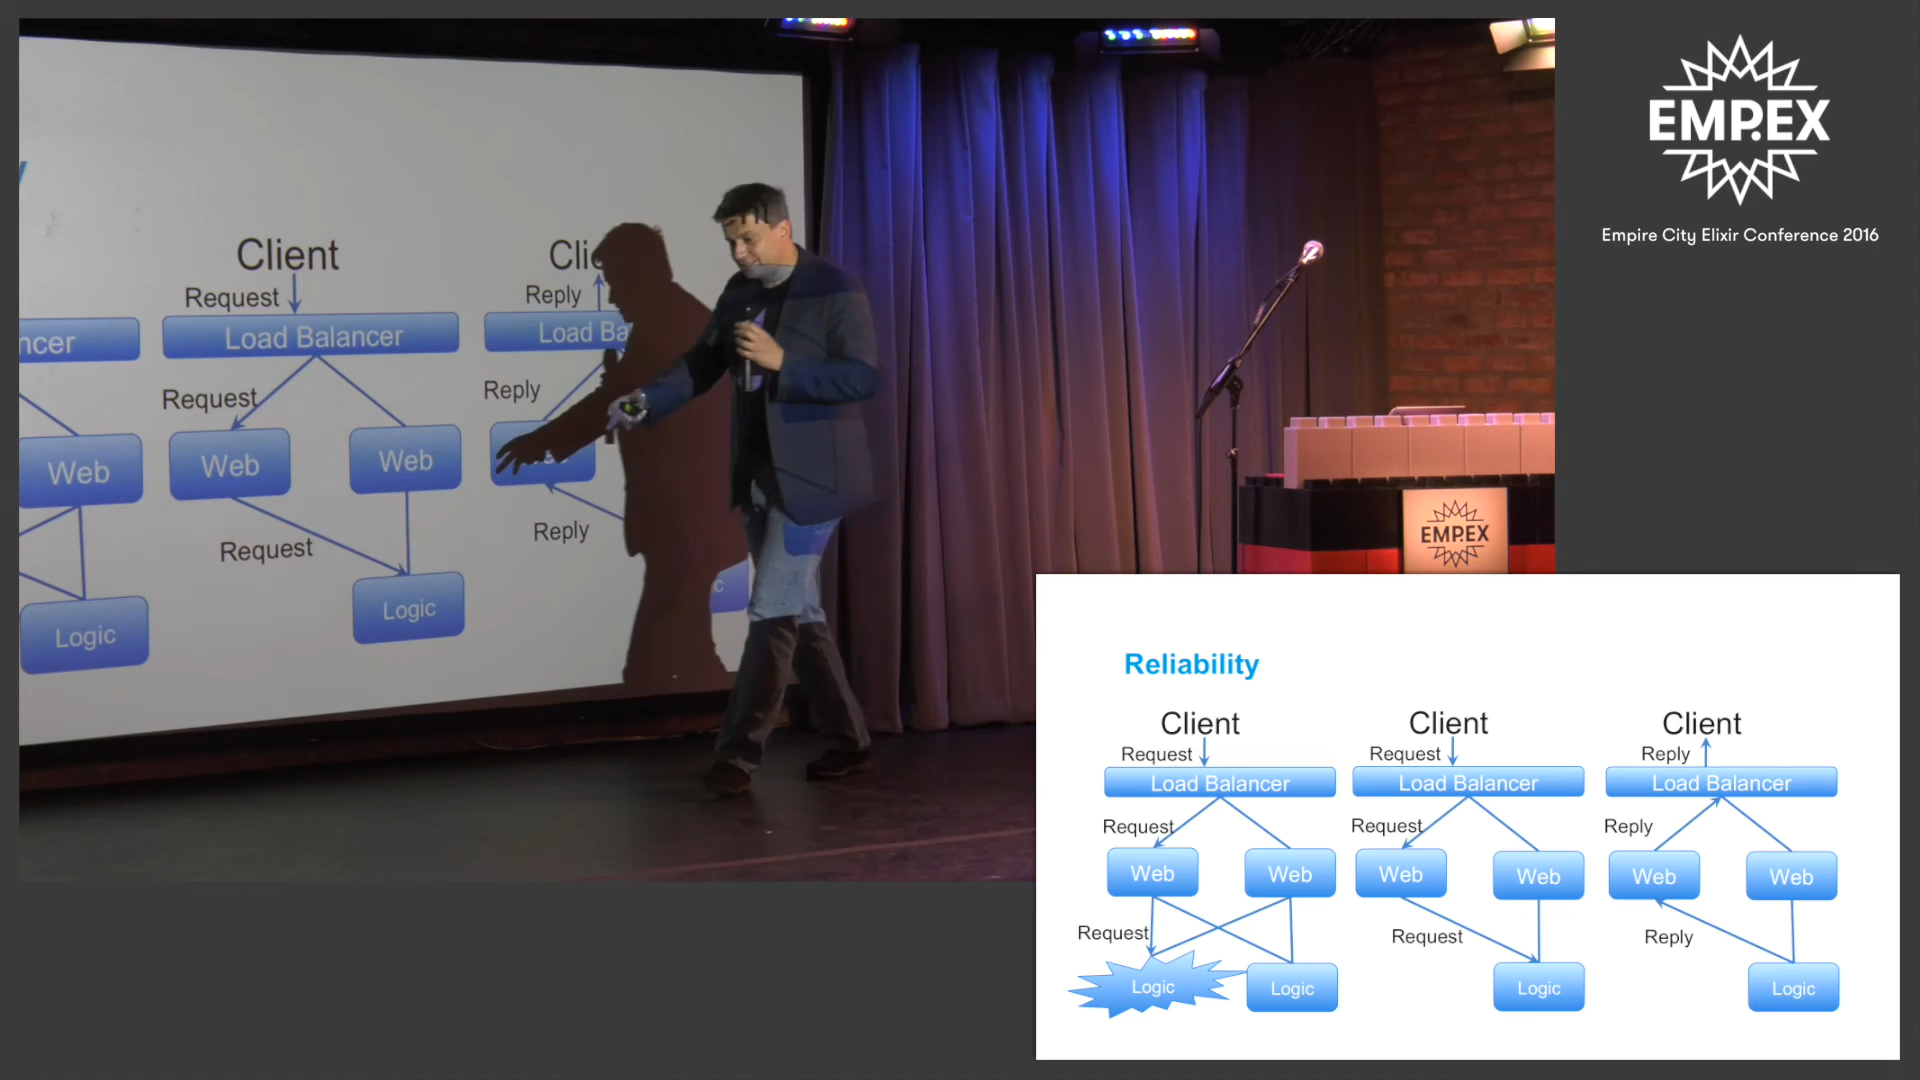 Client
Clie
Request
Reply
ncer
Load Balancer
Load Ba
Request
Reply
Web
Web
Web
Request
Reply
Logic
Logic
c
EMPEX
EMPEX
Empire City Elixir Conference 2016
Reliability
Client
Client
Client
Request
Request
Reply
Load Balancer
Load Balancer
Load Balancer
Request
Request
Reply
Web
Web
Web
Web
Web
Web
Request
Request
Reply
Logic
Logic
Logic
Logic